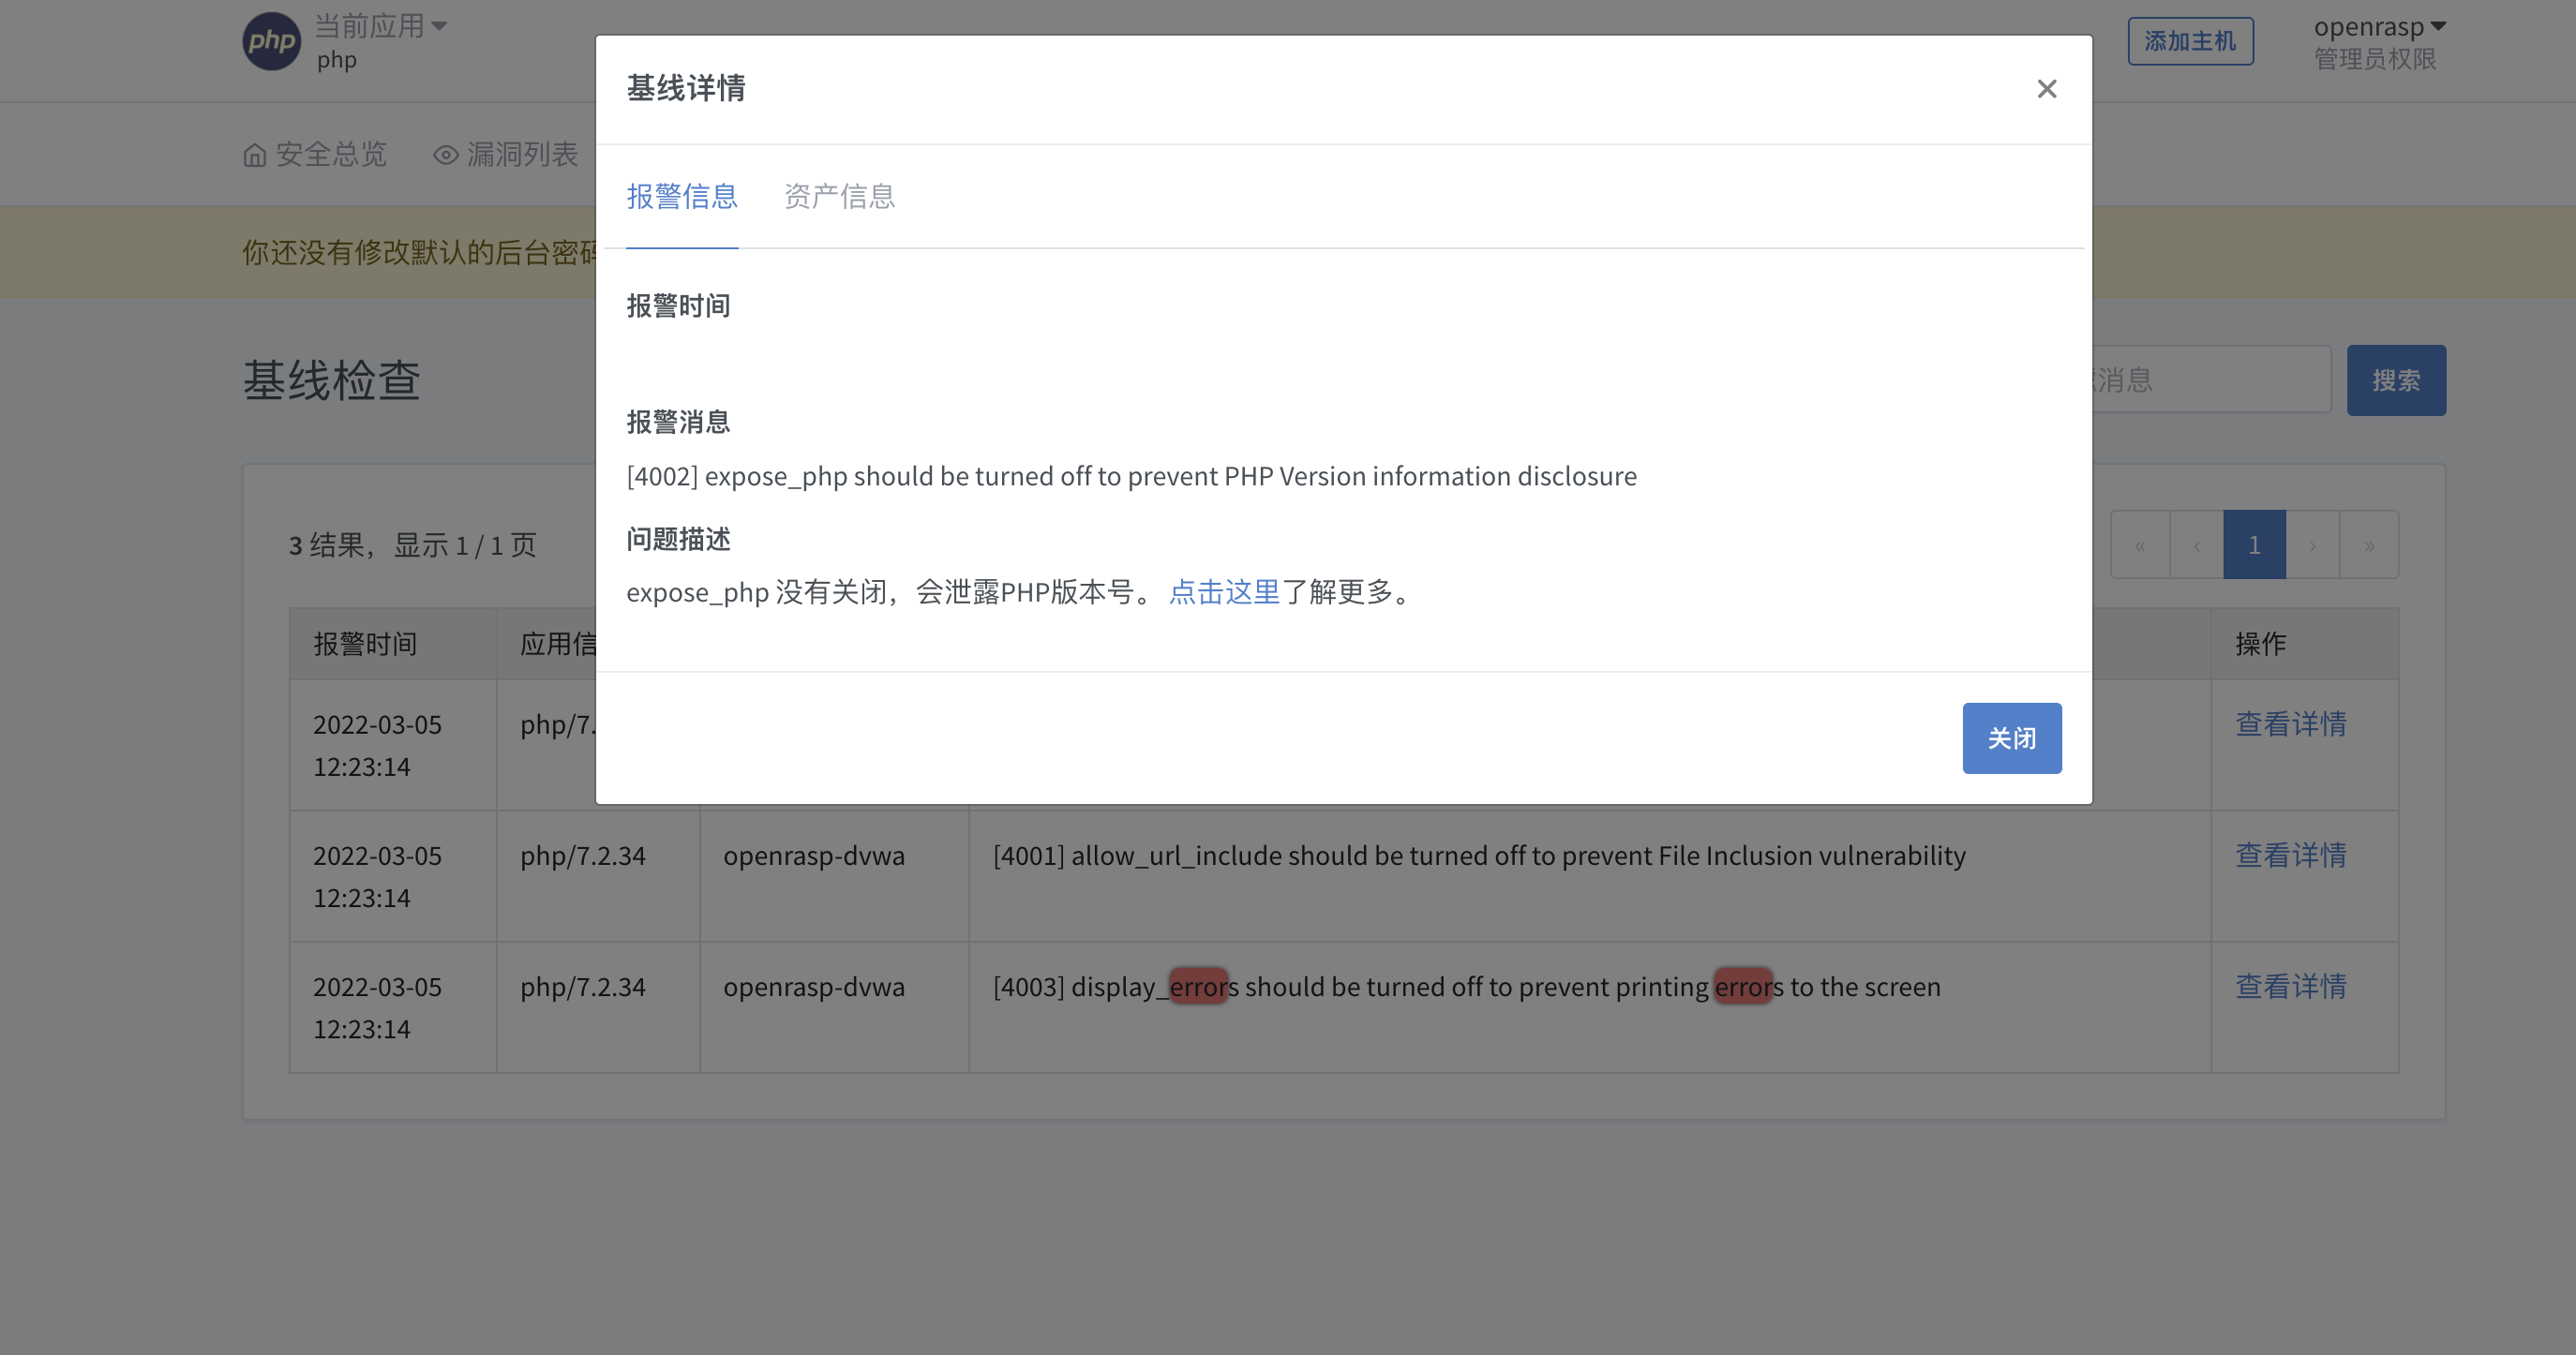 php
当前应用
php
添加主机
openrasp
管理员权限
安全总览
漏洞列表
你还没有修改默认的后台密码
基线检查
消息
搜索
3 结果，显示 1 / 1 页
« ‹ 1 › »
报警时间 应用信 操作
2022-03-05 php/7. 查看详情
12:23:14
2022-03-05 php/7.2.34 openrasp-dvwa [4001] allow_url_include should be turned off to prevent File Inclusion vulnerability 查看详情
12:23:14
2022-03-05 php/7.2.34 openrasp-dvwa [4003] display_errors should be turned off to prevent printing errors to the screen 查看详情
12:23:14
基线详情
×
报警信息 资产信息
报警时间
报警消息
[4002] expose_php should be turned off to prevent PHP Version information disclosure
问题描述
expose_php 没有关闭，会泄露PHP版本号。 点击这里了解更多。
关闭